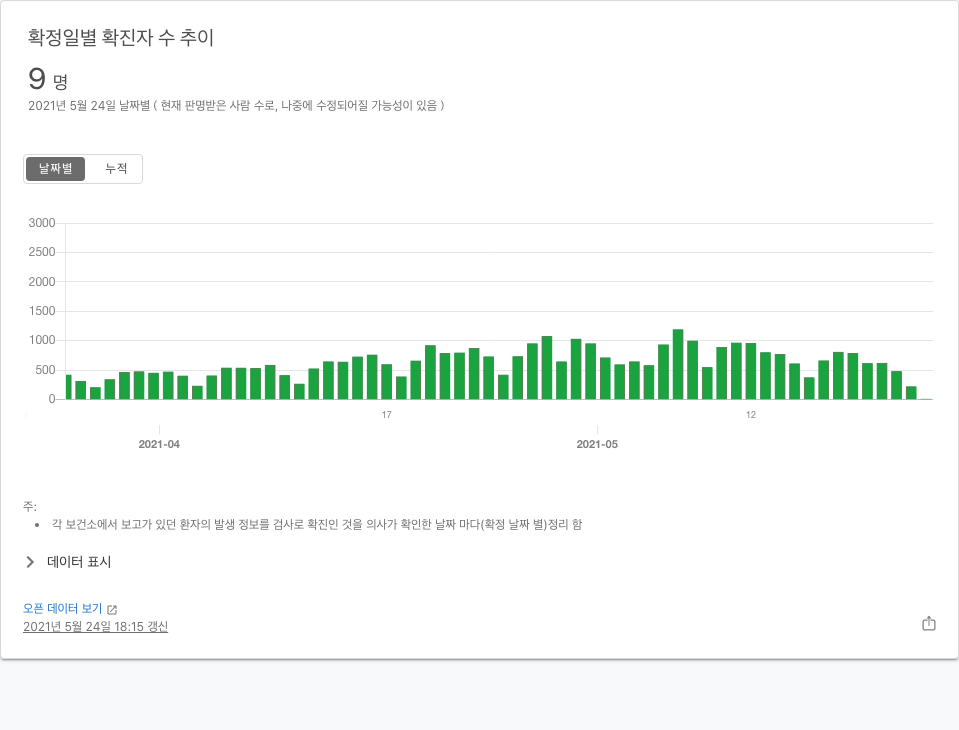 확정일별 확진자 수 추이
9 명
2021년 5월 24일 날짜별 ( 현재 판명받은 사람 수로, 나중에 수정되어질 가능성이 있음 )
날짜별 누적
3000
2500
2000
1500
1000
500
0
17 12
2021-04 2021-05
주:
• 각 보건소에서 보고가 있던 환자의 발생 정보를 검사로 확진인 것을 의사가 확인한 날짜 마다(확정 날짜 별)정리 함
데이터 표시
오픈 데이터 보기
2021년 5월 24일 18:15 갱신